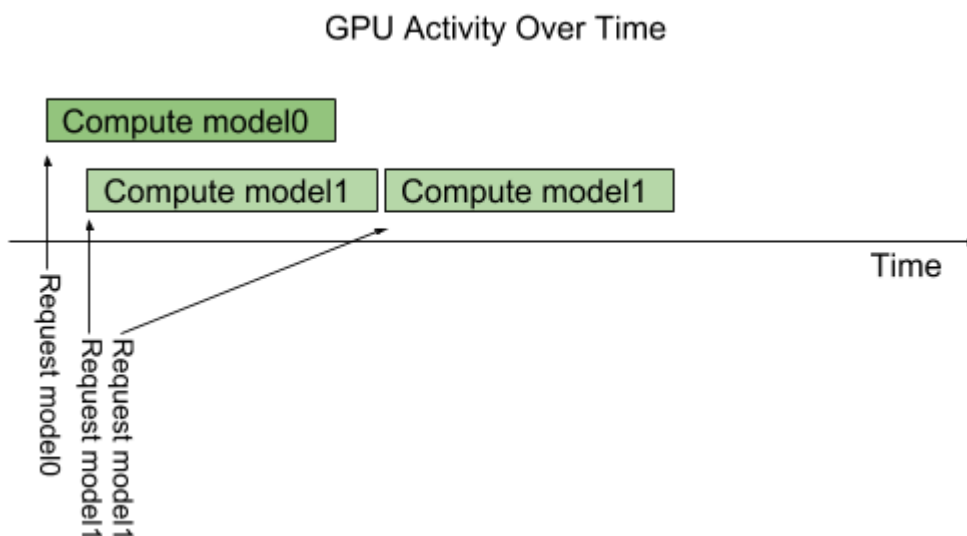 GPU Activity Over Time
Compute model0
Compute model1
Compute model1
Time
Request model0
Request model1
Request model1